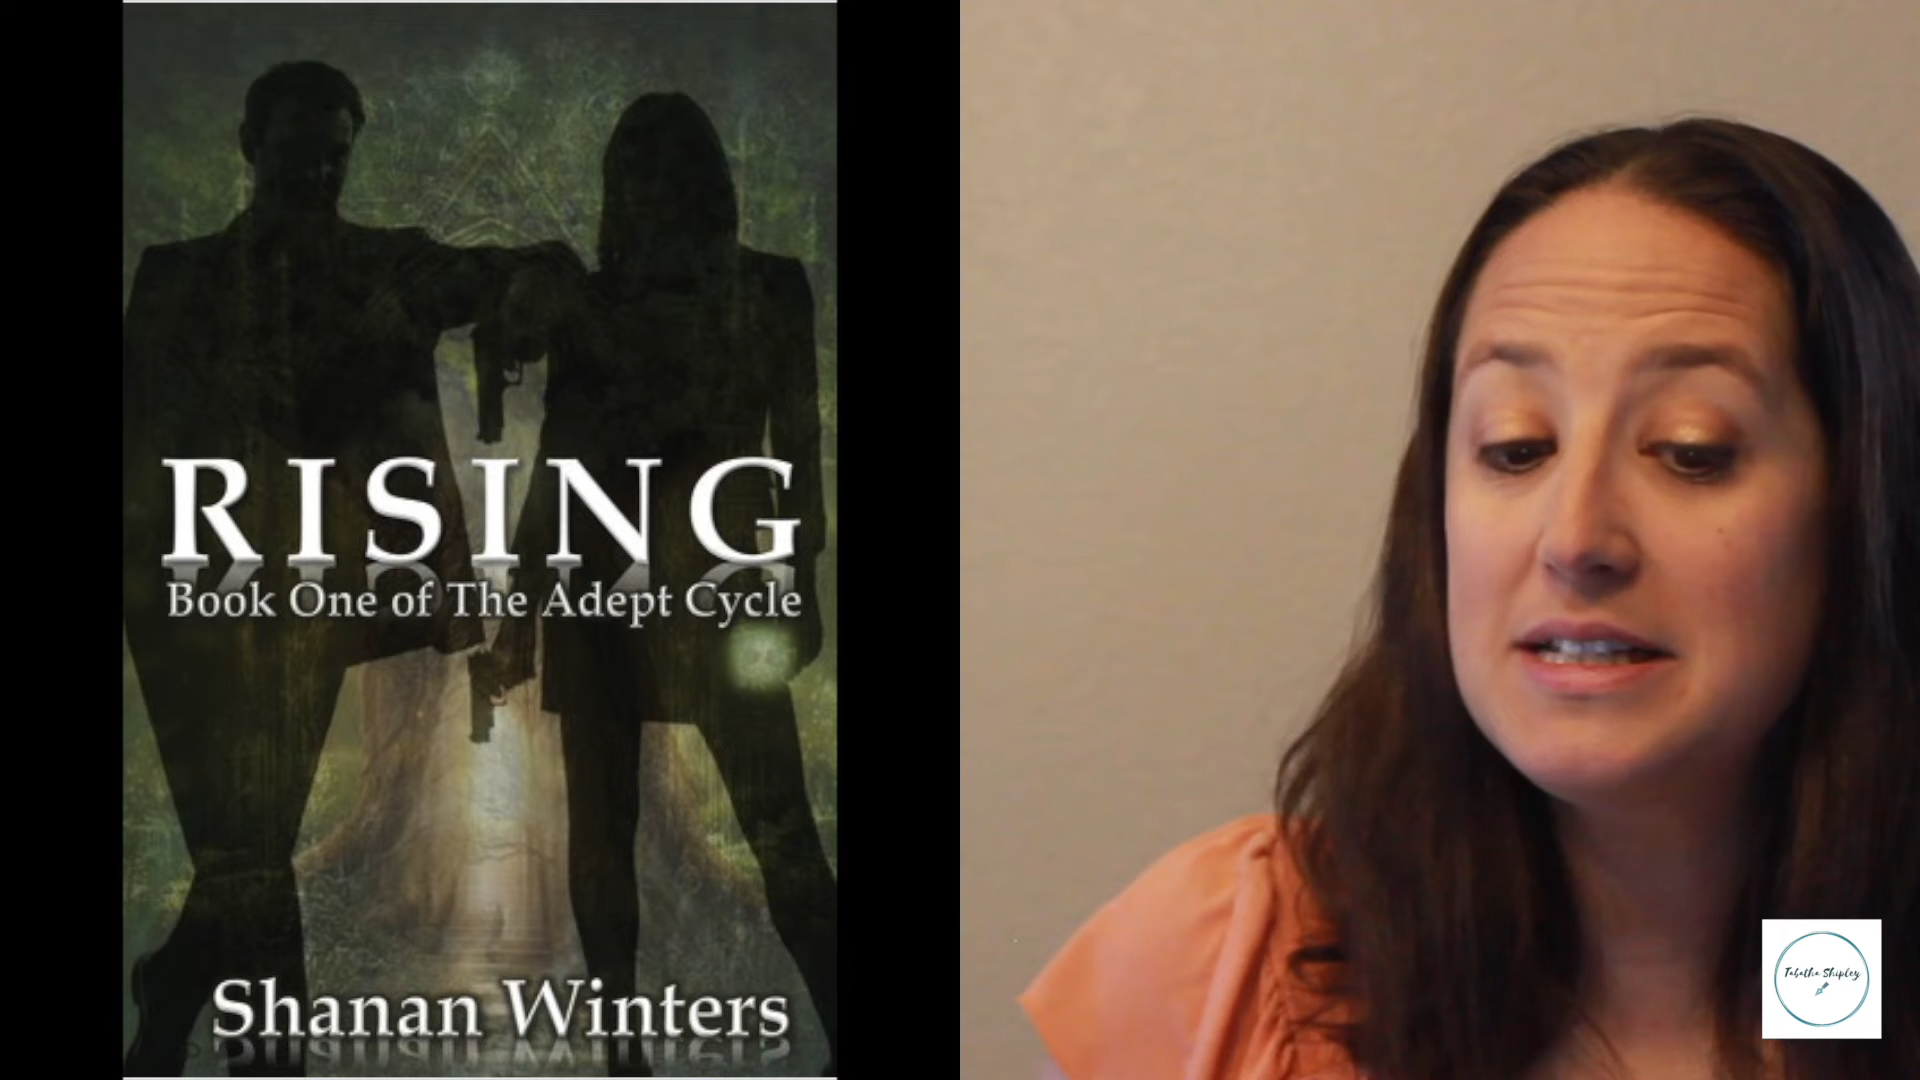 RISING
Book One of The Adept Cycle
Shanan Winters
Tabatha Shipley